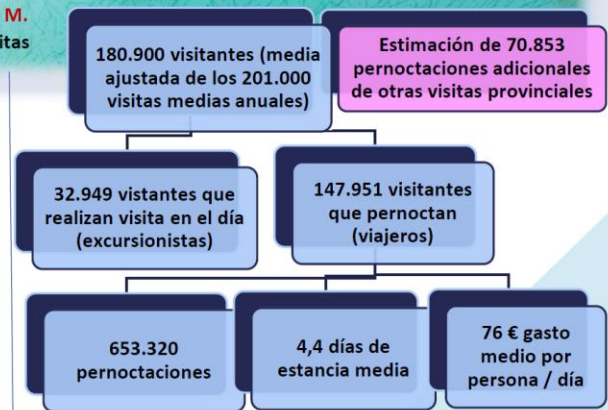 M.
itas
180.900 visitantes (media
ajustada de los 201.000
visitas medias anuales)
Estimación de 70.853
pernoctaciones adicionales
de otras visitas provinciales
32.949 vistantes que
realizan visita en el día
(excursionistas)
147.951 visitantes
que pernoctan
(viajeros)
653.320
pernoctaciones
4,4 días de
estancia media
76 € gasto
medio por
persona / día